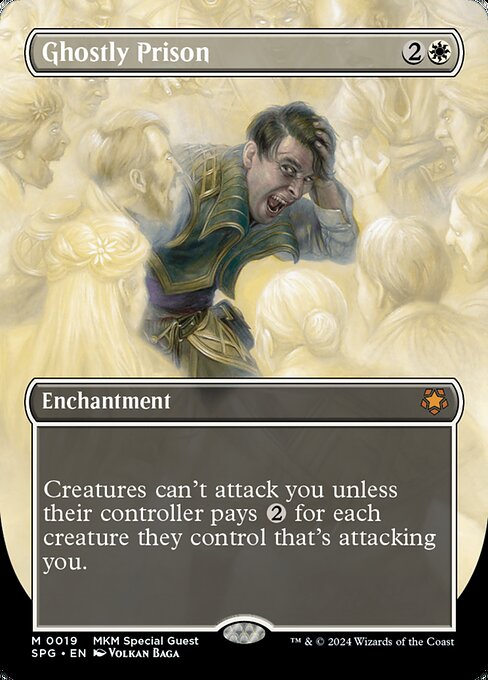 Ghostly Prison 2
Enchantment
Creatures can't attack you unless
their controller pays 2 for each
creature they control that's attacking
you.
M 0019 MKM Special Guest
SPG • EN Volkan Baga
™ & © 2024 Wizards of the Coast